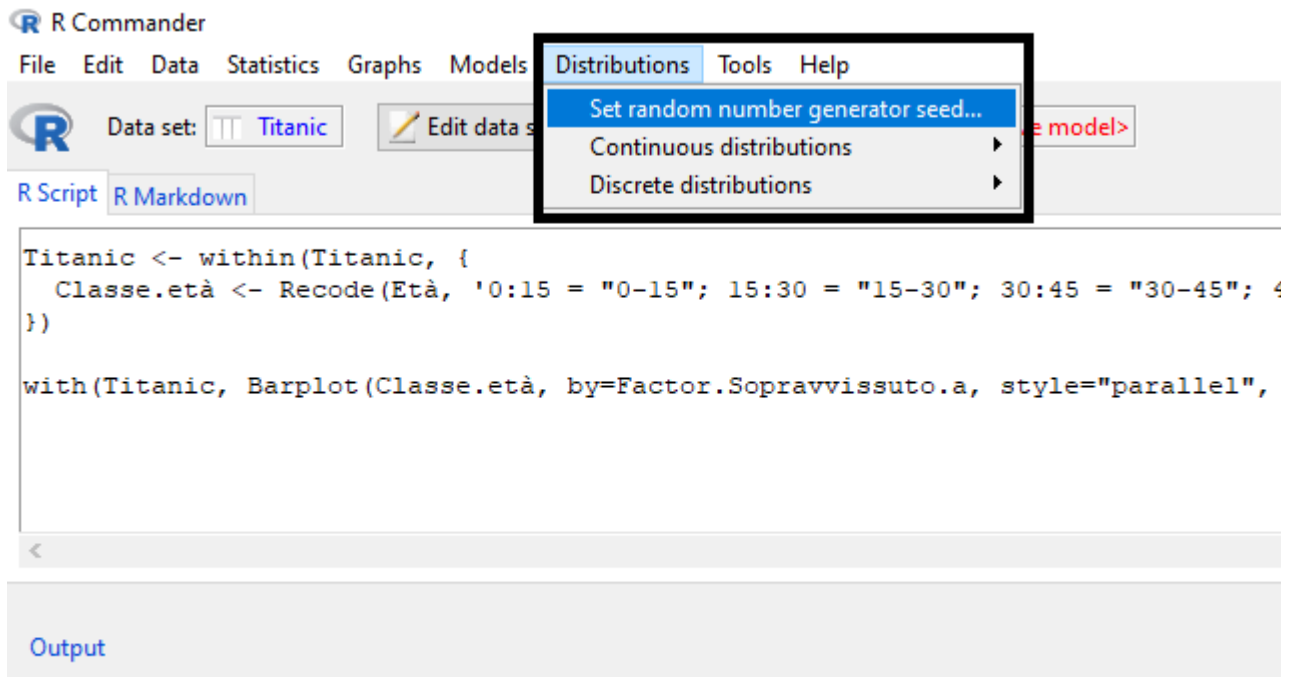 R Commander
File Edit Data Statistics Graphs Models Distributions Tools Help
Set random number generator seed...
Data set: Titanic Edit data s e model>
Continuous distributions
Discrete distributions
R Script R Markdown
Titanic <- within(Titanic, {
  Classe.età <- Recode(Età, '0:15 = "0-15"; 15:30 = "15-30"; 30:45 = "30-45"; 4
})
with(Titanic, Barplot(Classe.età, by=Factor.Sopravvissuto.a, style="parallel",
Output